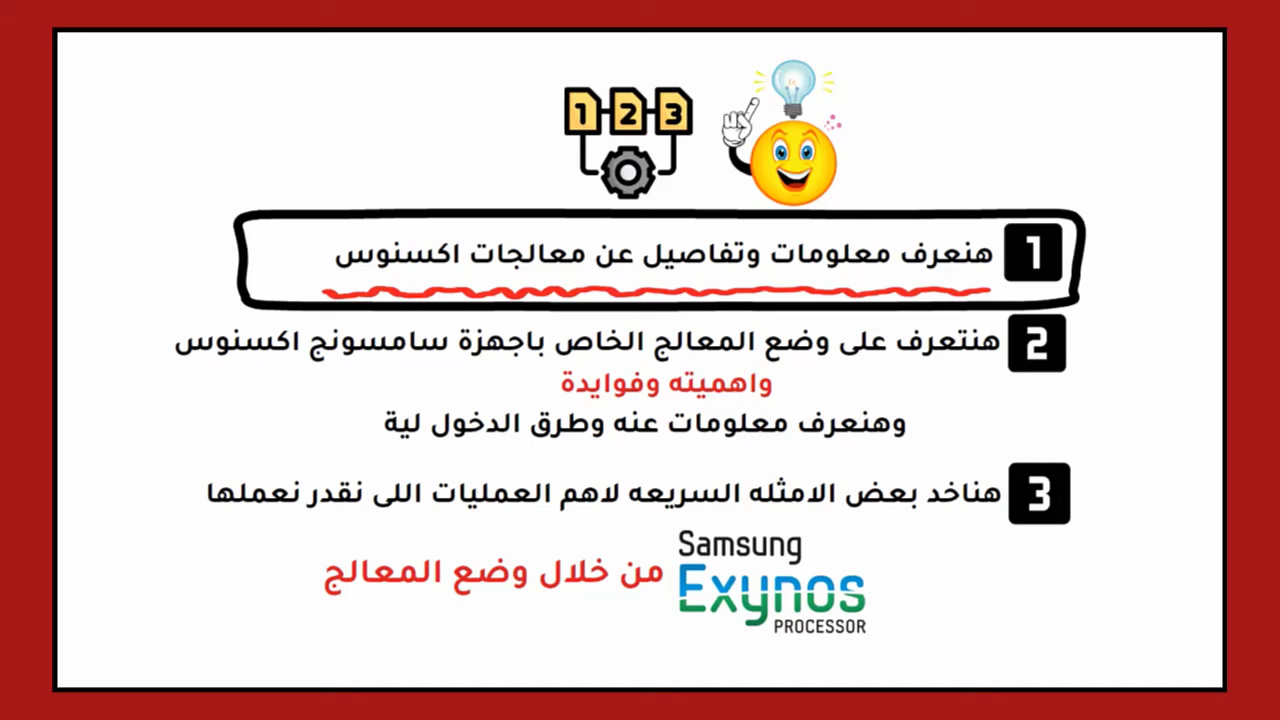 1 2 3
1 هنعرف معلومات وتفاصيل عن معالجات اكسنوس
2 هنتعرف على وضع المعالج الخاص باجهزة سامسونج اكسنوس
واهميته وفوايدة
وهنعرف معلومات عنه وطرق الدخول لية
3 هناخد بعض الامثله السريعه لاهم العمليات اللى نقدر نعملها
من خلال وضع المعالج
Samsung
Exynos
PROCESSOR